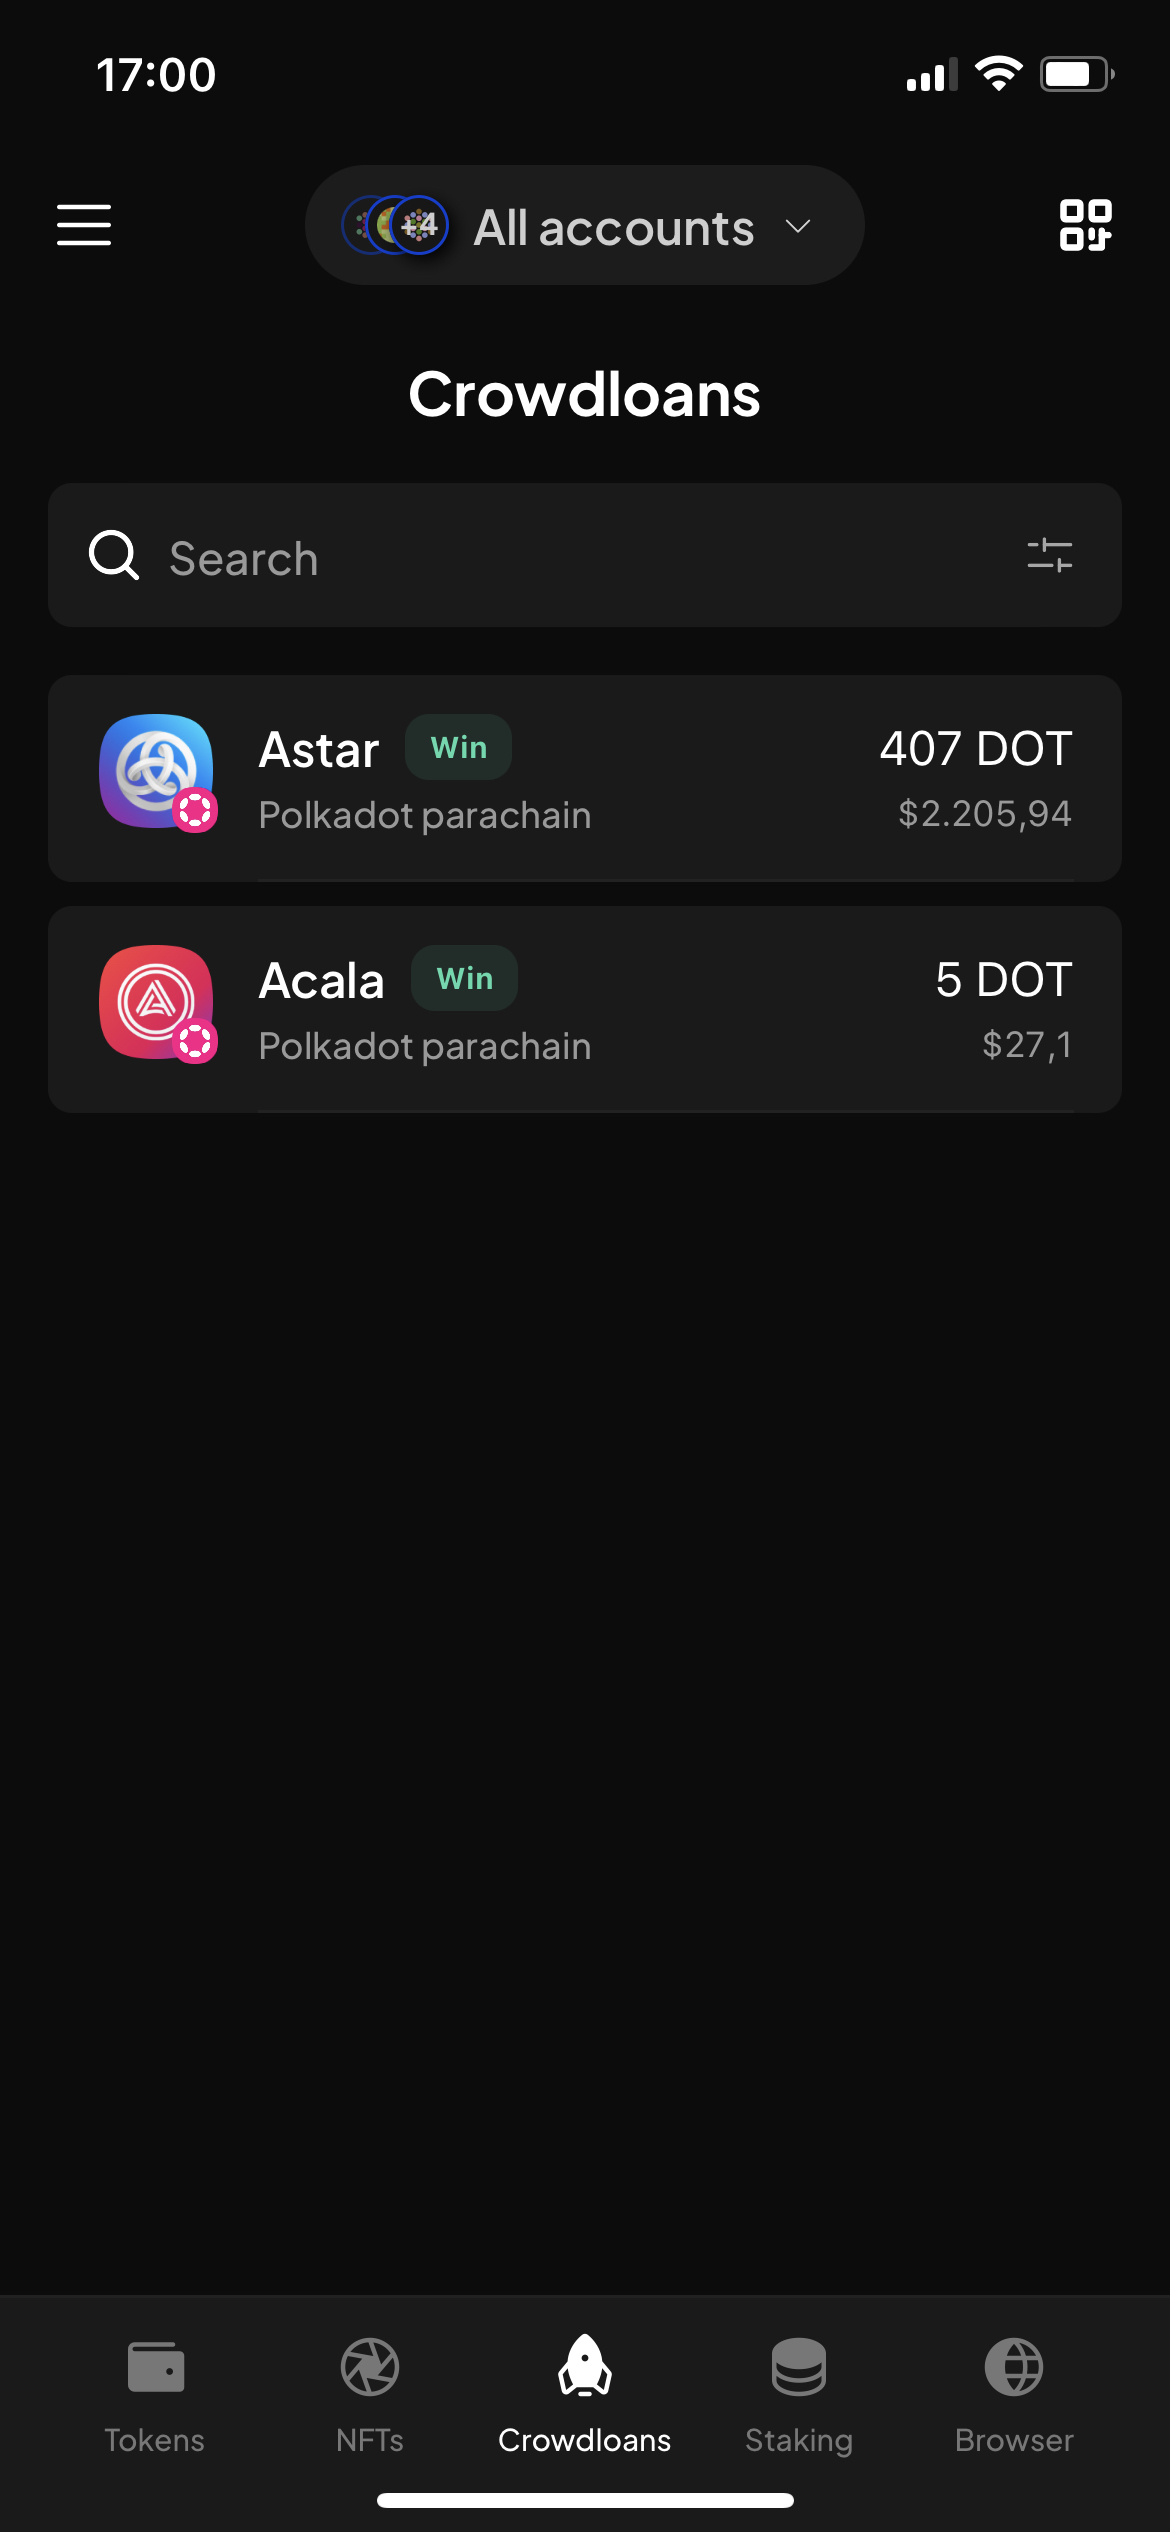 17:00
+4 All accounts
Crowdloans
Search
Astar Win 407 DOT
Polkadot parachain $2.205,94
Acala Win 5 DOT
Polkadot parachain $27,1
Tokens NFTs Crowdloans Staking Browser